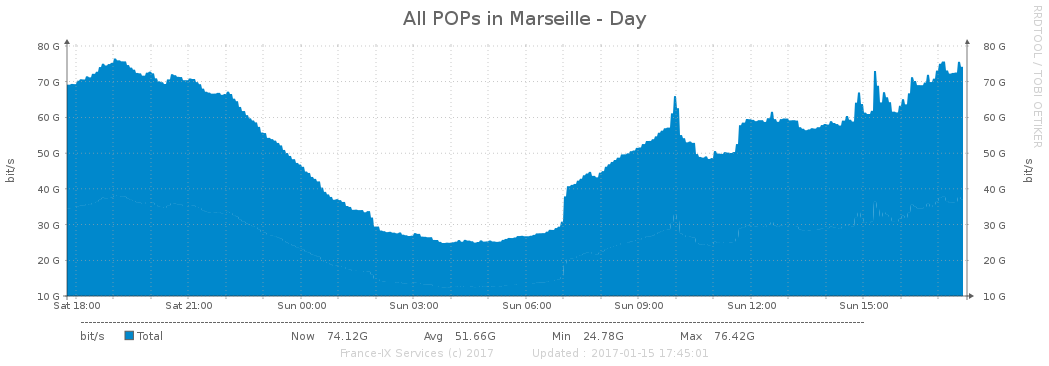 All POPs in Marseille - Day
RRDTOOL / TOBI OETIKER
80 G 80 G
70 G 70 G
60 G 60 G
50 G 50 G
40 G 40 G
30 G 30 G
20 G 20 G
10 G 10 G
bit/s bit/s
Sat 18:00 Sat 21:00 Sun 00:00 Sun 03:00 Sun 06:00 Sun 09:00 Sun 12:00 Sun 15:00
bit/s Total Now 74.12G Avg 51.66G Min 24.78G Max 76.42G
France-IX Services (c) 2017 Updated : 2017-01-15 17:45:01